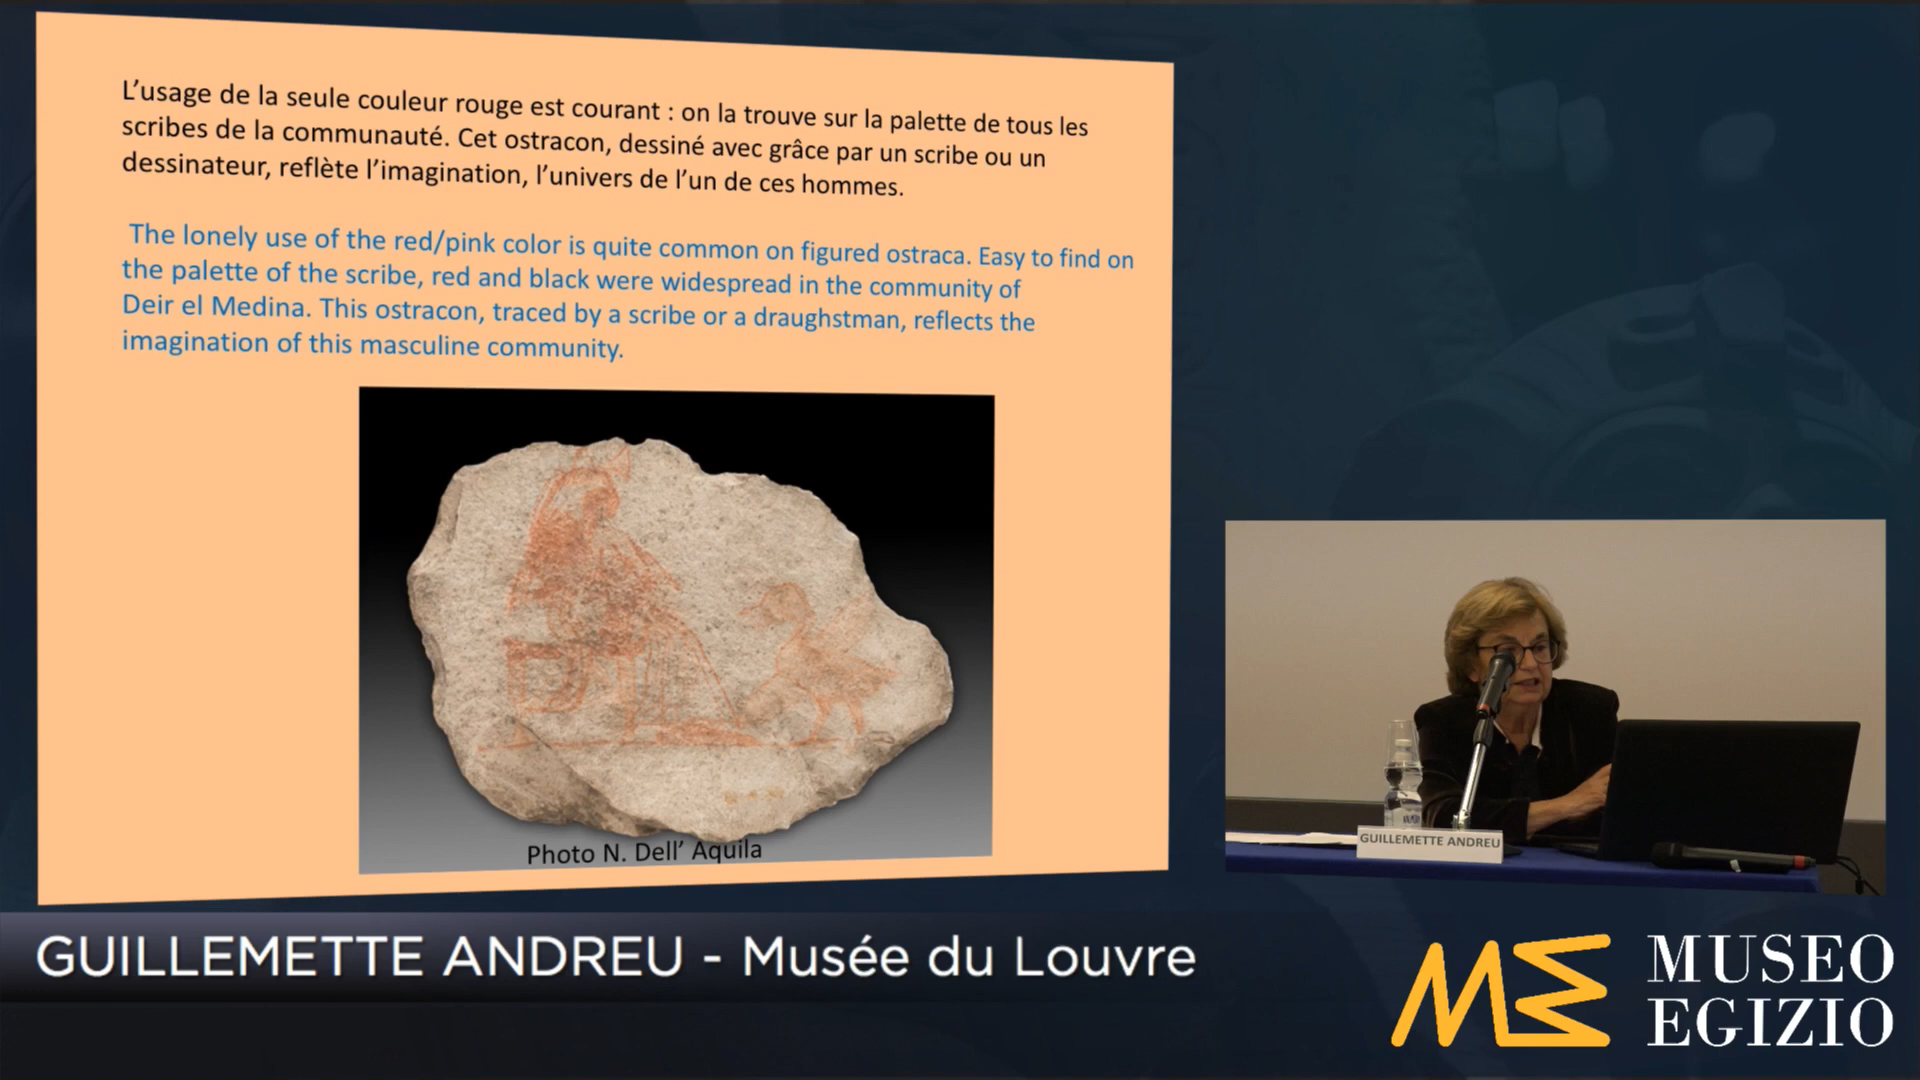 L’usage de la seule couleur rouge est courant : on la trouve sur la palette de tous les
scribes de la communauté. Cet ostracon, dessiné avec grâce par un scribe ou un
dessinateur, reflète l’imagination, l’univers de l’un de ces hommes.
The lonely use of the red/pink color is quite common on figured ostraca. Easy to find on
the palette of the scribe, red and black were widespread in the community of
Deir el Medina. This ostracon, traced by a scribe or a draughstman, reflects the
imagination of this masculine community.
Photo N. Dell’ Aquila
GUILLEMETTE ANDREU
GUILLEMETTE ANDREU - Musée du Louvre
ME MUSEO
EGIZIO